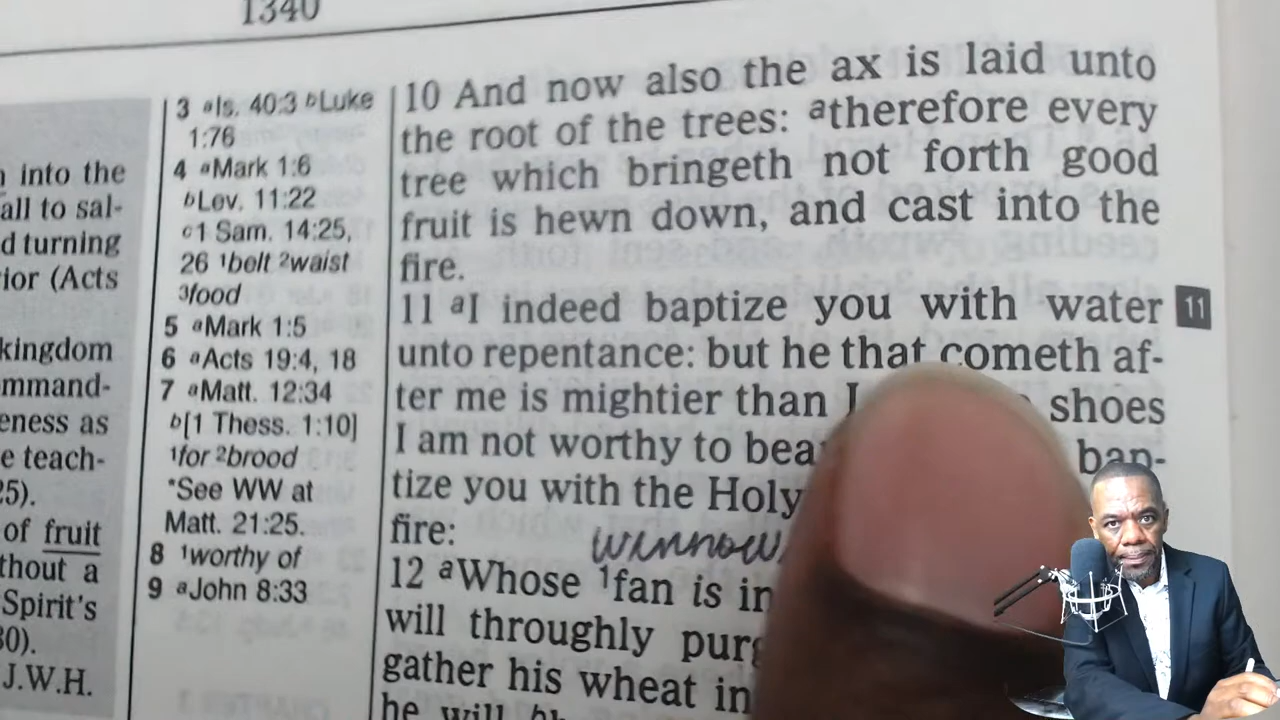 1340
into the
all to sal-
d turning
ior (Acts
kingdom
mmand-
eness as
e teach-
25).
of fruit
thout a
Spirit's
30).
J.W.H.
3 aIs. 40:3 bLuke
1:76
4 aMark 1:6
bLev. 11:22
c1 Sam. 14:25,
26 1belt 2waist
3food
5 aMark 1:5
6 aActs 19:4, 18
7 aMatt. 12:34
b[1 Thess. 1:10]
1for 2brood
*See WW at
Matt. 21:25.
8 1worthy of
9 aJohn 8:33
10 And now also the ax is laid unto
the root of the trees: atherefore every
tree which bringeth not forth good
fruit is hewn down, and cast into the
fire.
11 aI indeed baptize you with water
11
unto repentance: but he that cometh af-
ter me is mightier than I shoes
I am not worthy to bea ban-
tize you with the Holy
fire:
winnow
12 aWhose 1fan is in
will throughly purg
gather his wheat in
he will